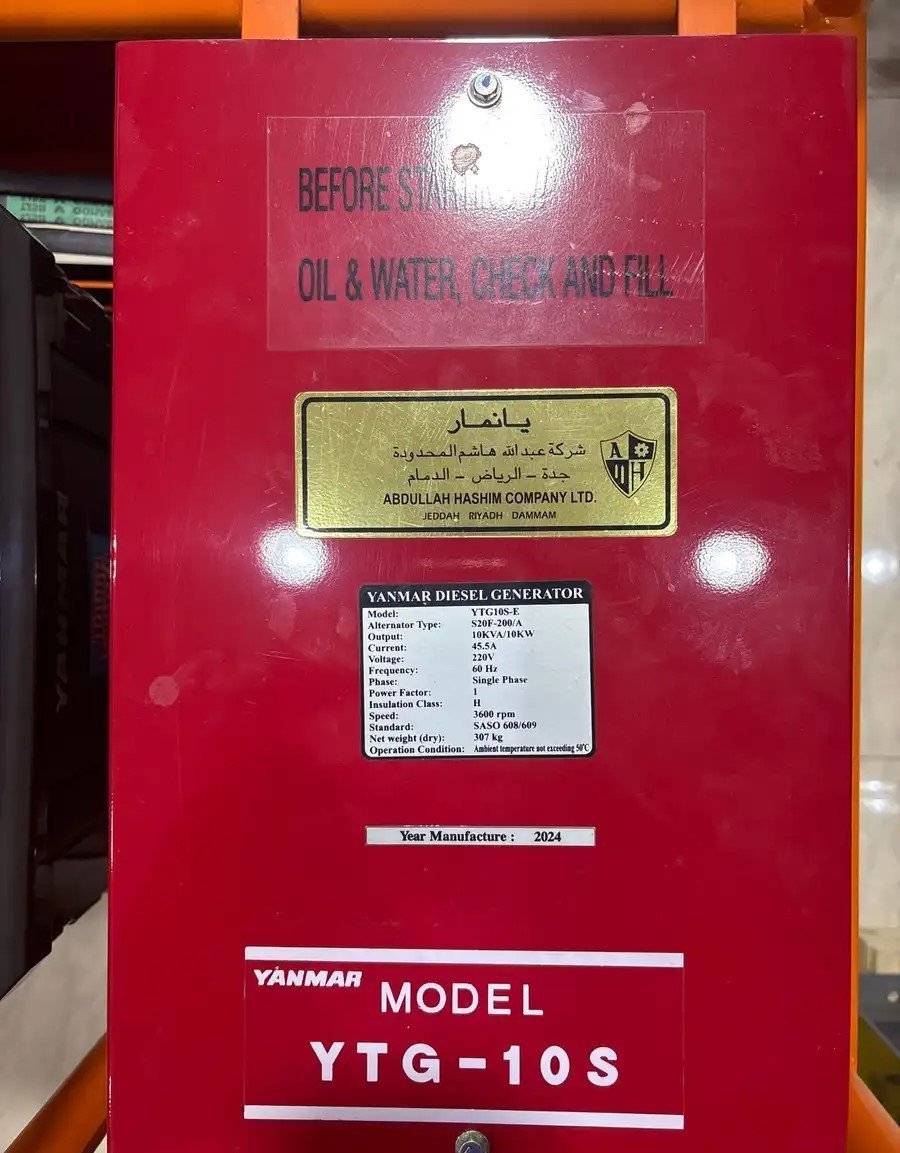 BEFORE
OIL & WATER, CHECK AND FILL
يانمار
شركة عبدالله هاشم المحدودة
جدة - الرياض - الدمام
A
H
ABDULLAH HASHIM COMPANY LTD.
JEDDAH RIYADH DAMMAM
YANMAR DIESEL GENERATOR
Model: YTG10S-E
Alternator Type: S20F-200/A
Output: 10KVA/10KW
Current: 45.5A
Voltage: 220V
Frequency: 60 Hz
Phase: Single Phase
Power Factor: 1
Insulation Class: H
Speed: 3600 rpm
Standard: SASO 608/609
Net weight (dry): 307 kg
Operation Condition: Ambient temperature not exceeding 50°C
Year Manufacture : 2024
YANMAR
MODEL
YTG-10S